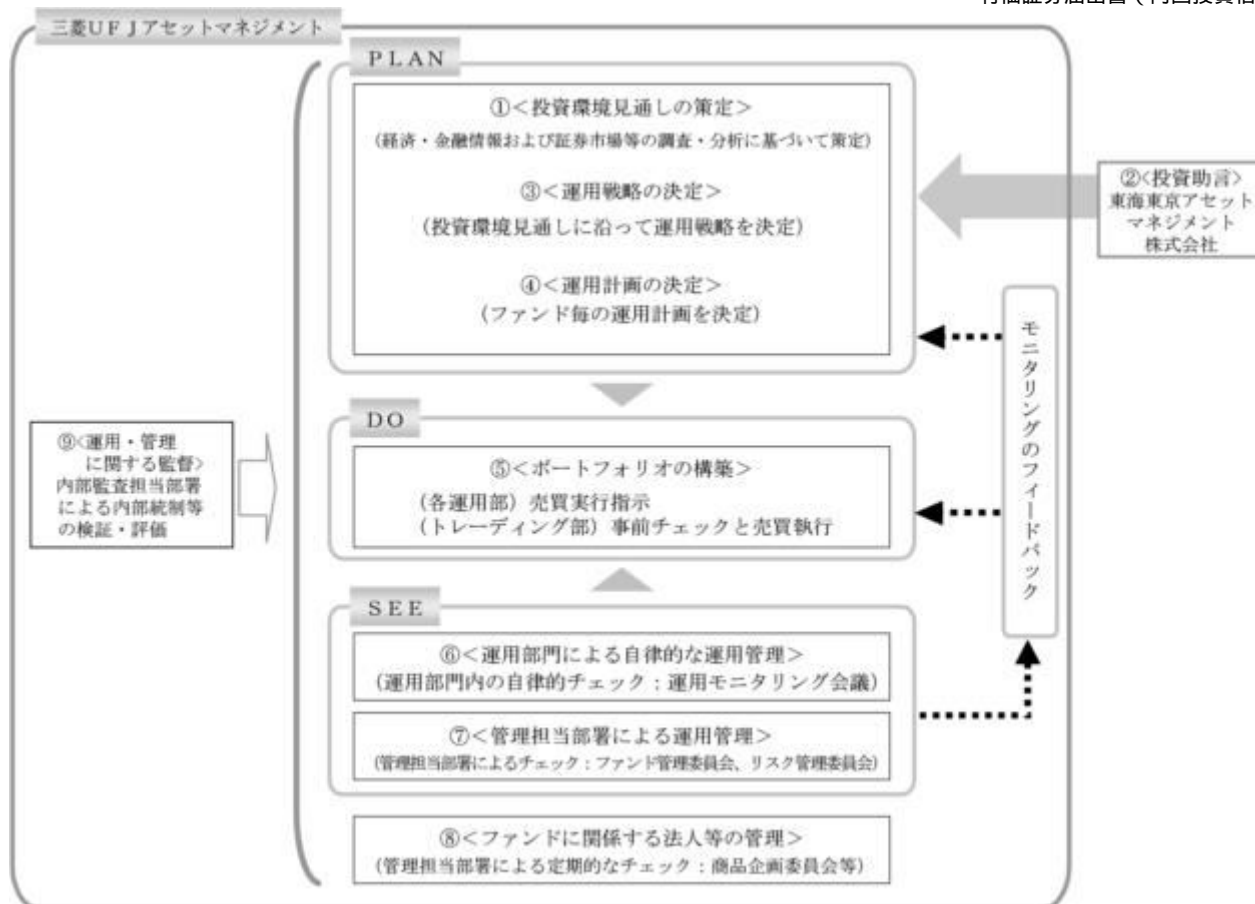 三菱UFJアセットマネジメント
PLAN
①<投資環境見通しの策定>
(経済・金融情報および証券市場等の調査・分析に基づいて策定)
③<運用戦略の決定>
(投資環境見通しに沿って運用戦略を決定)
④<運用計画の決定>
(ファンド毎の運用計画を決定)
②<投資助言>
東海東京アセット
マネジメント
株式会社
モニタリングのフィードバック
DO
⑤<ポートフォリオの構築>
(各運用部)売買実行指示
(トレーディング部)事前チェックと売買執行
⑨<運用・管理
に関する監督>
内部監査担当部署
による内部統制等
の検証・評価
SEE
⑥<運用部門による自律的な運用管理>
(運用部門内の自律的チェック:運用モニタリング会議)
⑦<管理担当部署による運用管理>
(管理担当部署によるチェック:ファンド管理委員会、リスク管理委員会)
⑧<ファンドに関係する法人等の管理>
(管理担当部署による定期的なチェック:商品企画委員会等)